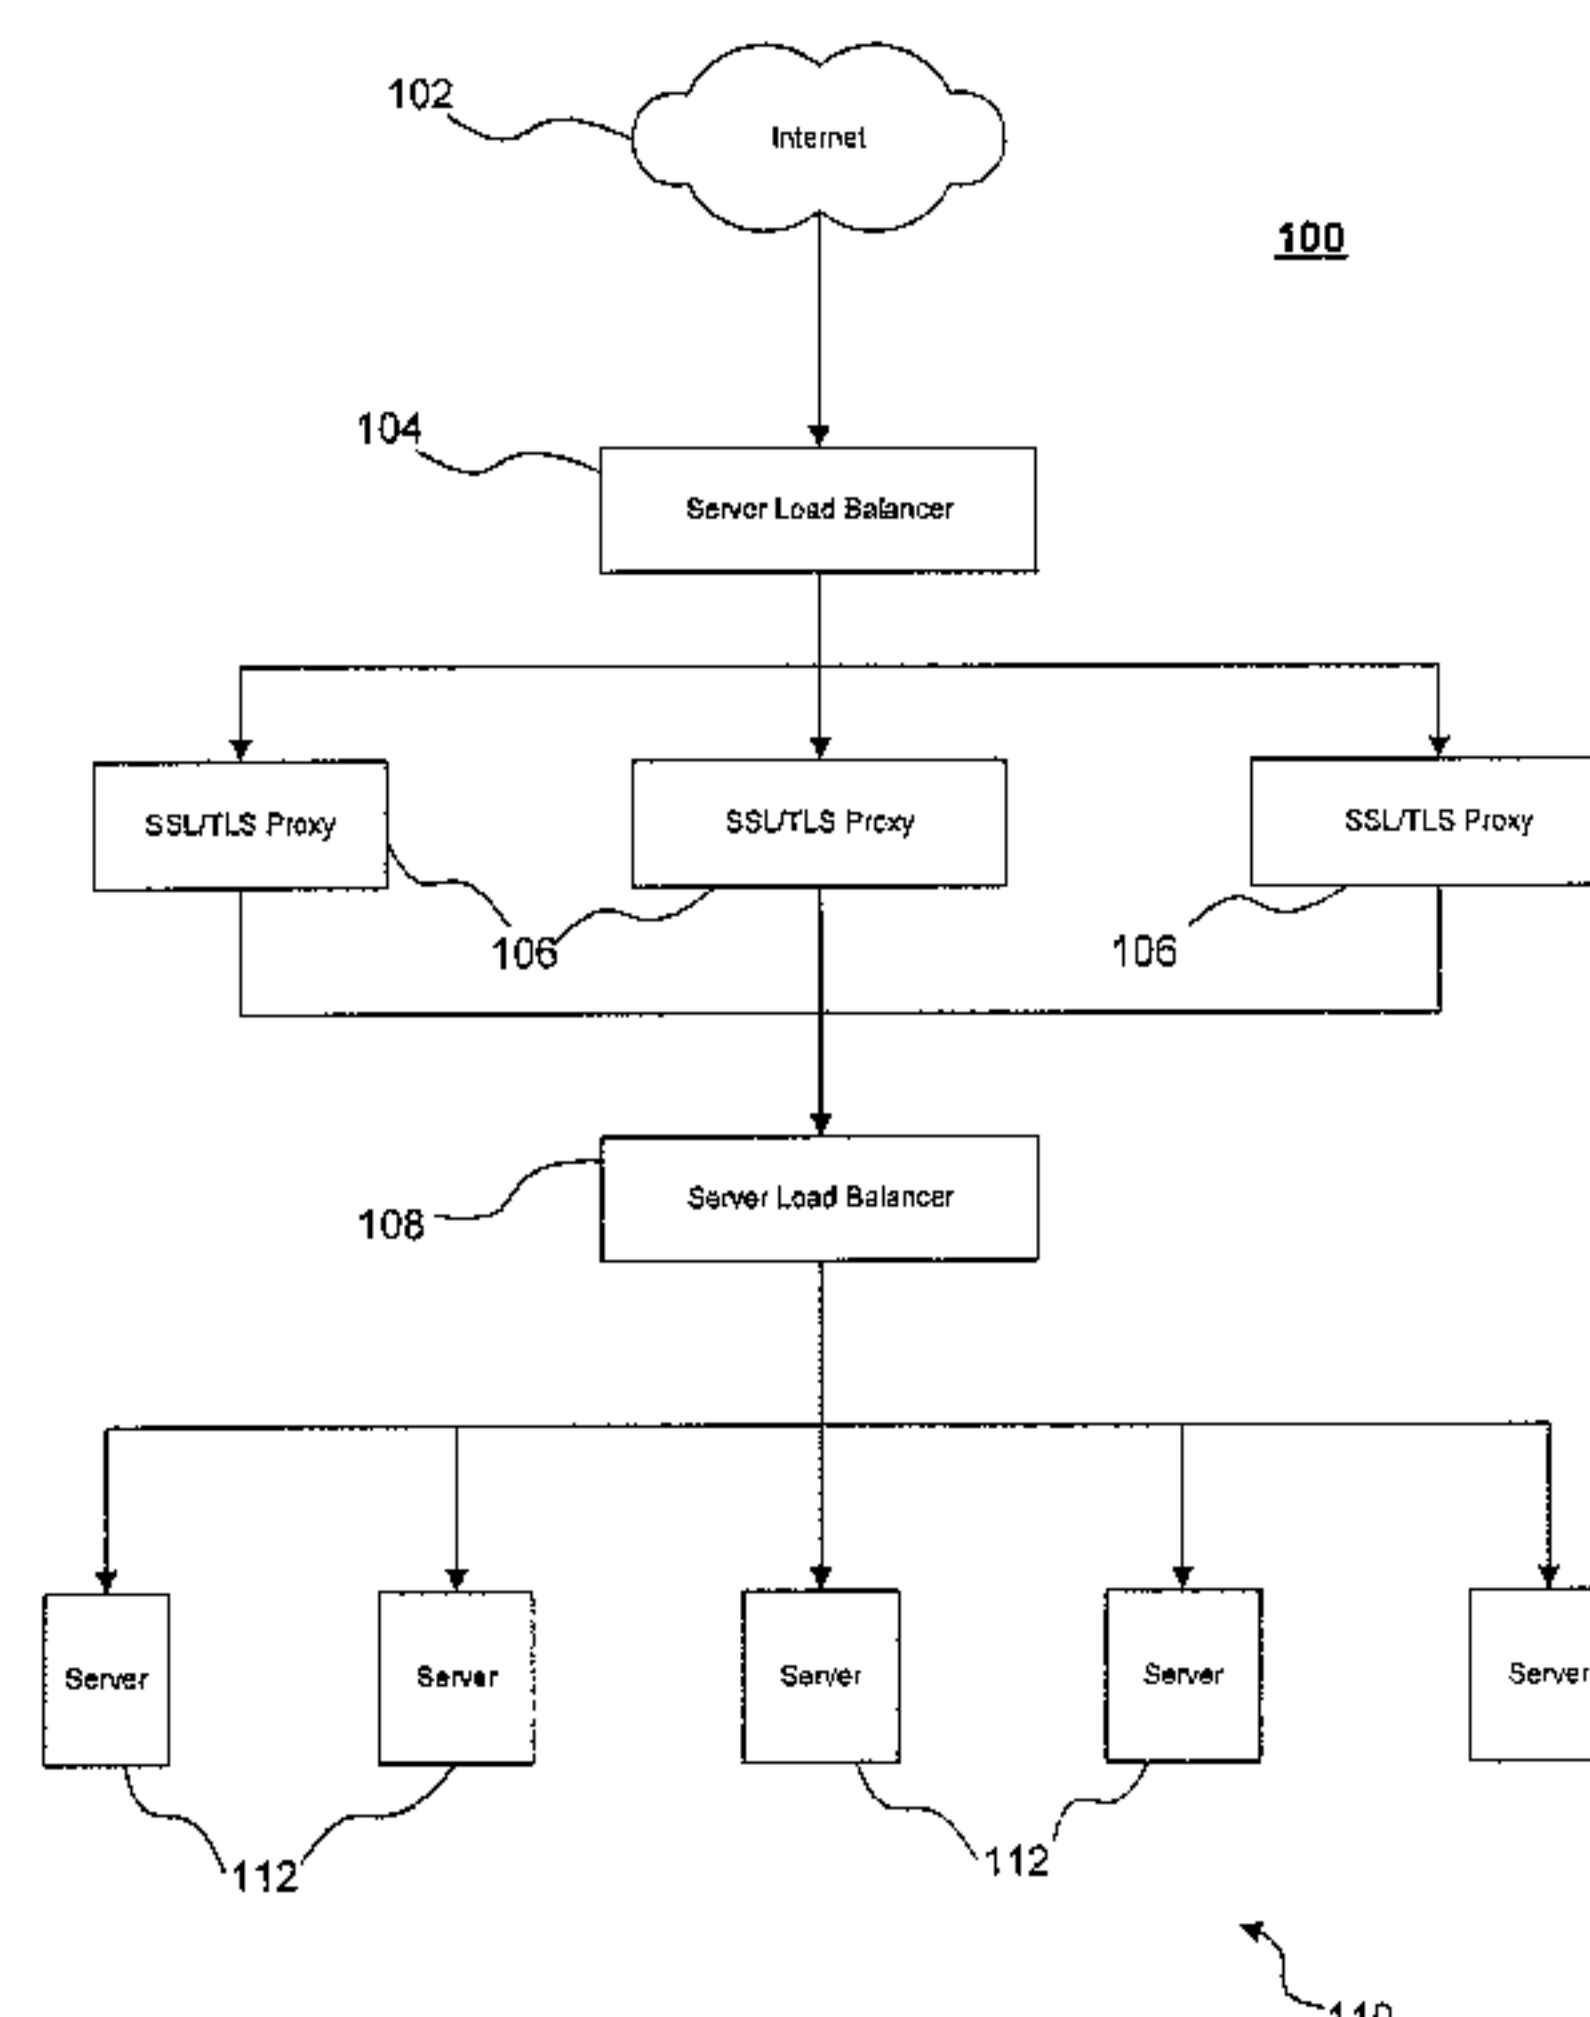 102
Internet
100
104
Server Load Balancer
SSL/TLS Proxy
SSL/TLS Proxy
SSL/TLS Proxy
106
106
Server Load Balancer
108
Server
Server
Server
Server
Server
112
112
110